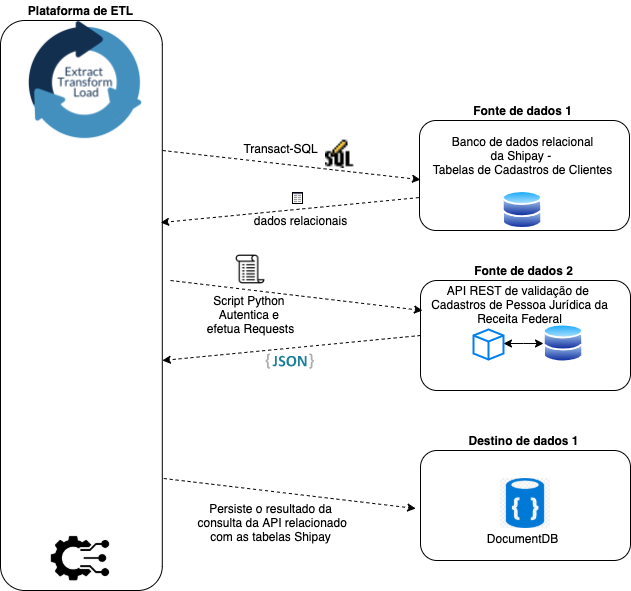 Plataforma de ETL
Extract
Transform
Load
Fonte de dados 1
Transact-SQL
SQL
Banco de dados relacional
da Shipay -
Tabelas de Cadastros de Clientes
dados relacionais
Fonte de dados 2
Script Python
Autentica e
efetua Requests
API REST de validação de
Cadastros de Pessoa Jurídica da
Receita Federal
{JSON}
Destino de dados 1
Persiste o resultado da
consulta da API relacionado
com as tabelas Shipay
{ }
DocumentDB